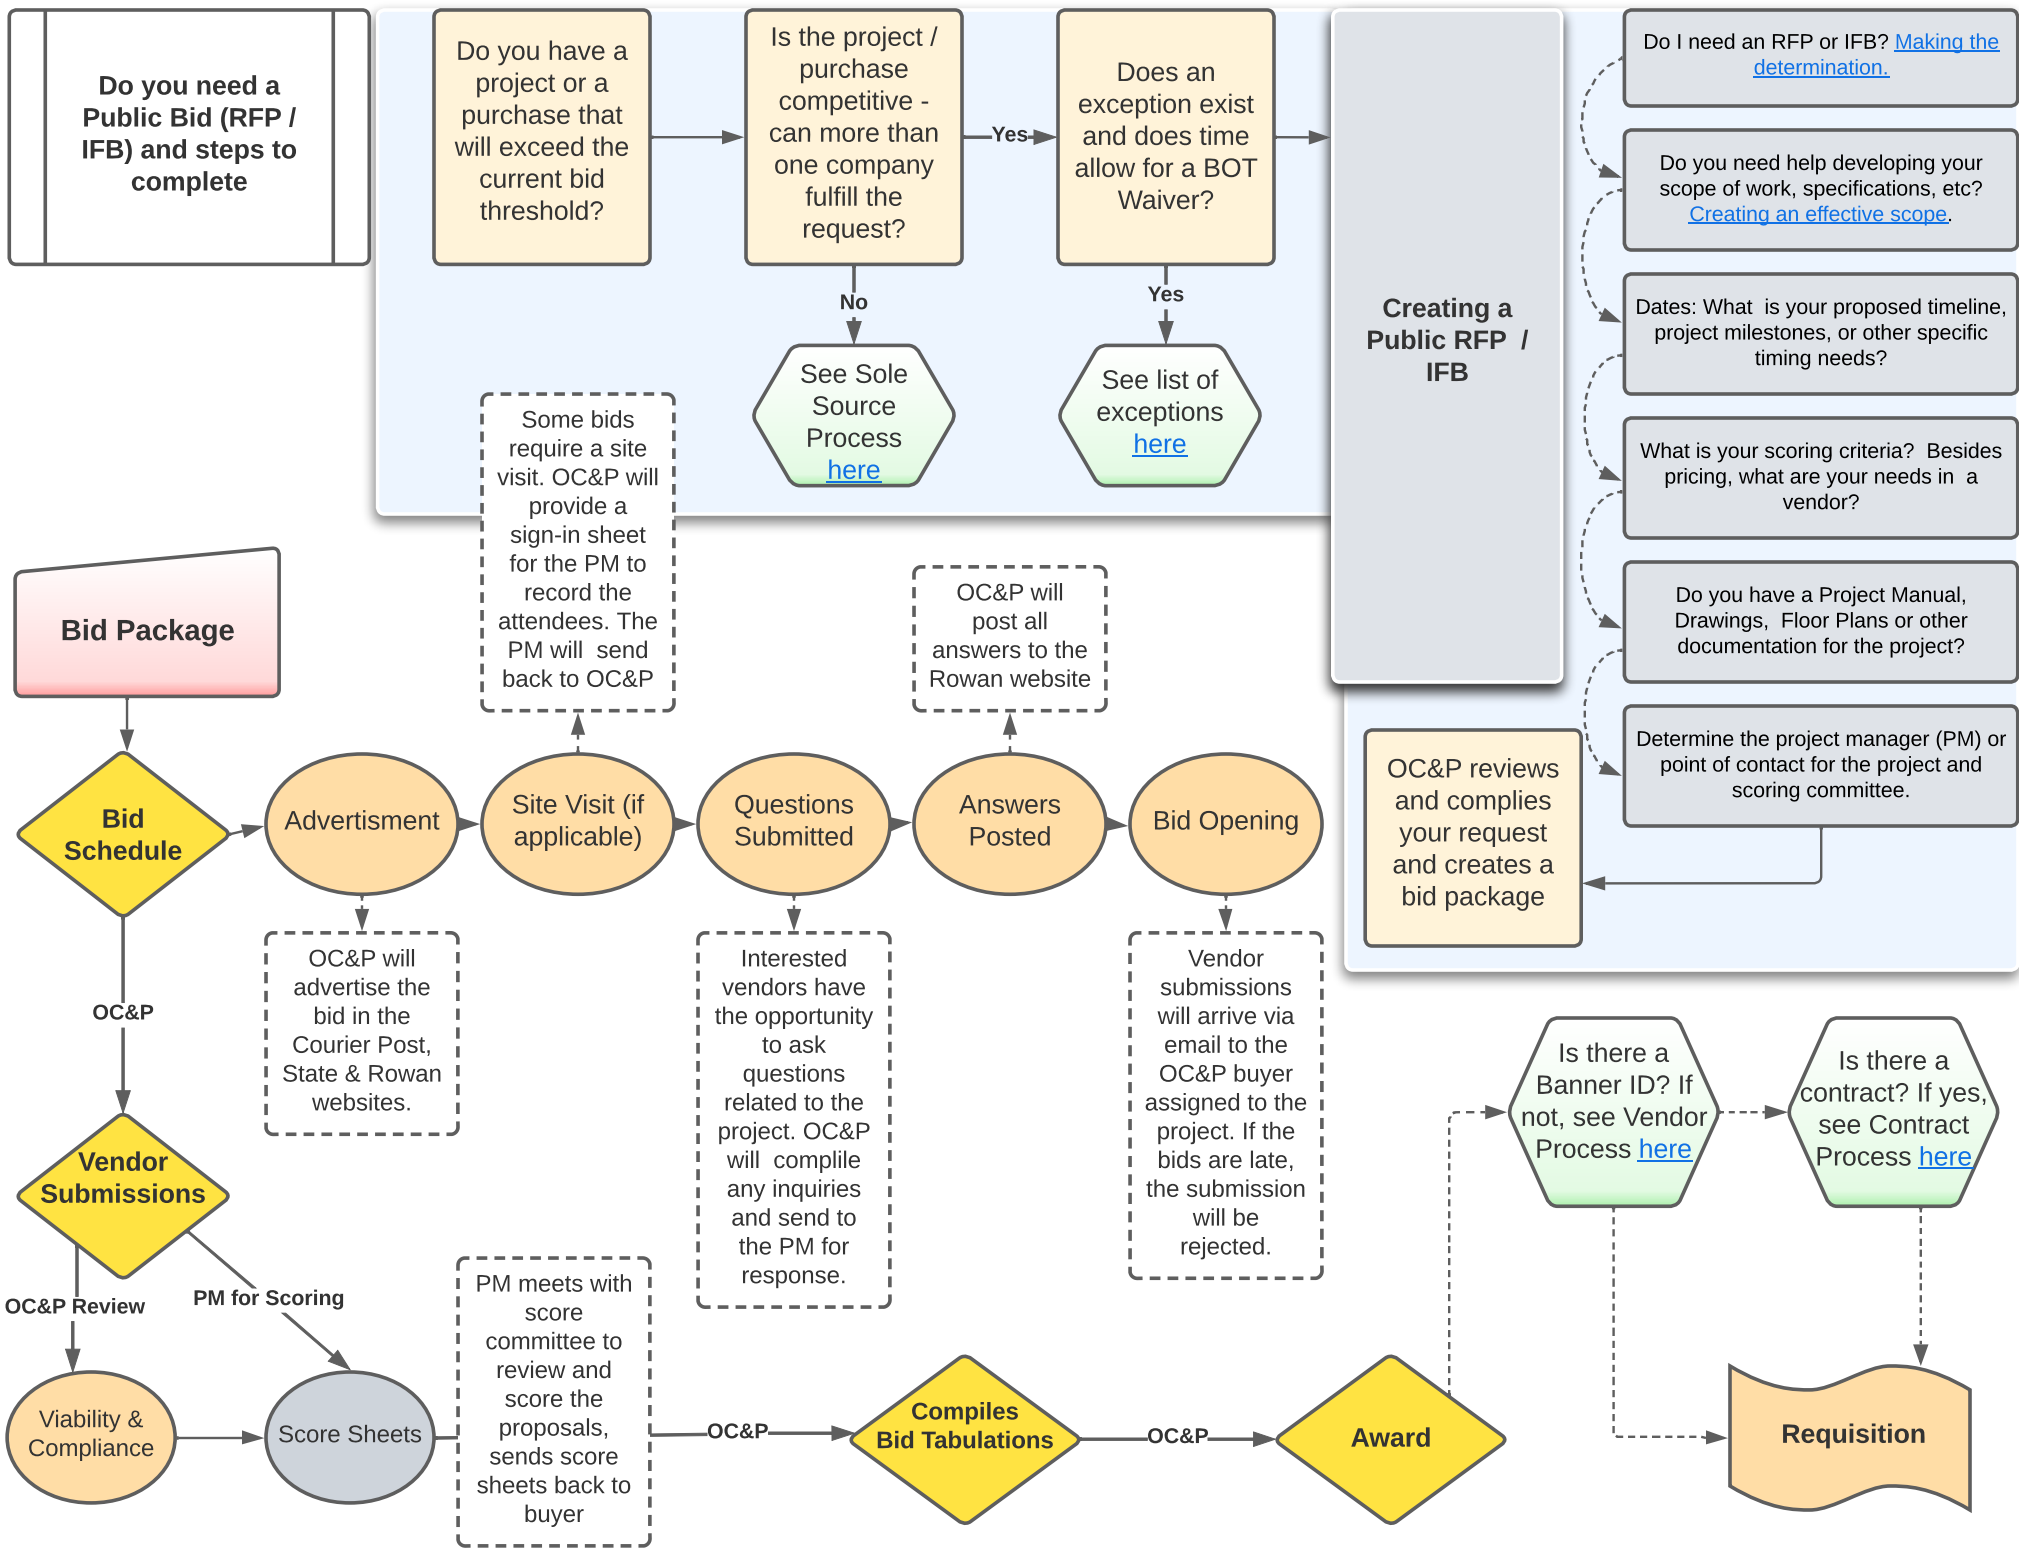 Do you need a
Public Bid (RFP /
IFB) and steps to
complete
Do you have a
project or a
purchase that
will exceed the
current bid
threshold?
Is the project /
purchase
competitive -
can more than
one company
fulfill the
request?
Yes
Does an
exception exist
and does time
allow for a BOT
Waiver?
No
Yes
See Sole
Source
Process
here
See list of
exceptions
here
Creating a
Public RFP /
IFB
Do I need an RFP or IFB? Making the
determination.
Do you need help developing your
scope of work, specifications, etc?
Creating an effective scope.
Dates: What is your proposed timeline,
project milestones, or other specific
timing needs?
What is your scoring criteria? Besides
pricing, what are your needs in a
vendor?
Do you have a Project Manual,
Drawings, Floor Plans or other
documentation for the project?
Determine the project manager (PM) or
point of contact for the project and
scoring committee.
OC&P reviews
and complies
your request
and creates a
bid package
Bid Package
Bid
Schedule
Advertisment
Site Visit (if
applicable)
Questions
Submitted
Answers
Posted
Bid Opening
Some bids
require a site
visit. OC&P will
provide a
sign-in sheet
for the PM to
record the
attendees. The
PM will send
back to OC&P
OC&P will
post all
answers to the
Rowan website
OC&P will
advertise the
bid in the
Courier Post,
State & Rowan
websites.
Interested
vendors have
the opportunity
to ask
questions
related to the
project. OC&P
will complile
any inquiries
and send to
the PM for
response.
Vendor
submissions
will arrive via
email to the
OC&P buyer
assigned to the
project. If the
bids are late,
the submission
will be
rejected.
OC&P
Vendor
Submissions
OC&P Review
PM for Scoring
Viability &
Compliance
Score Sheets
PM meets with
score
committee to
review and
score the
proposals,
sends score
sheets back to
buyer
OC&P
Compiles
Bid Tabulations
OC&P
Award
Is there a
Banner ID? If
not, see Vendor
Process here
Is there a
contract? If yes,
see Contract
Process here
Requisition